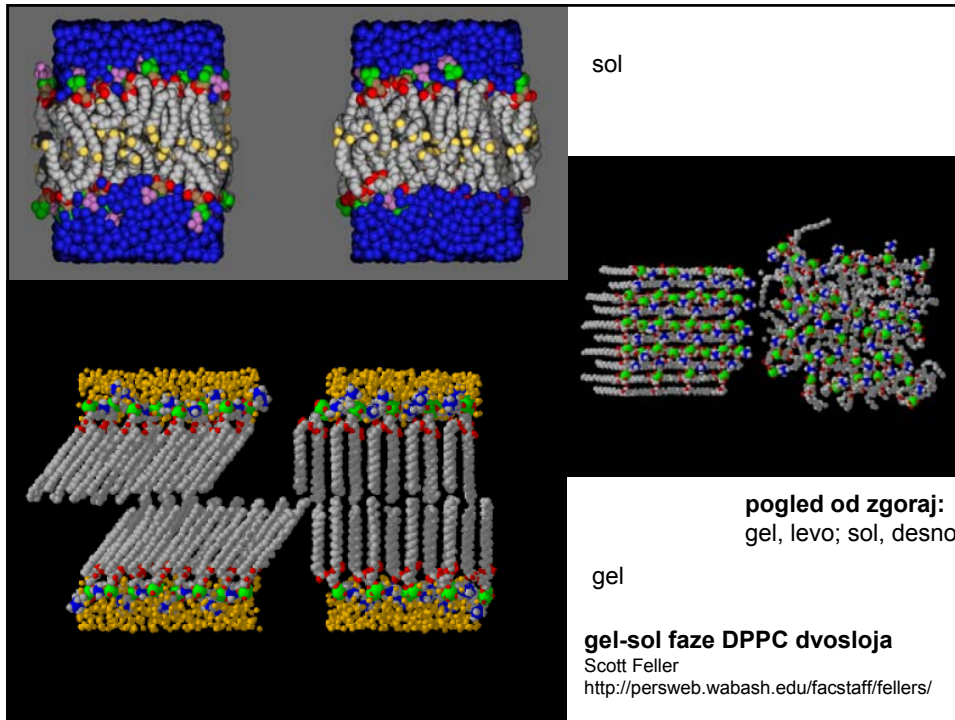 sol
pogled od zgoraj:
gel, levo; sol, desno
gel
gel-sol faze DPPC dvosloja
Scott Feller
http://persweb.wabash.edu/facstaff/fellers/